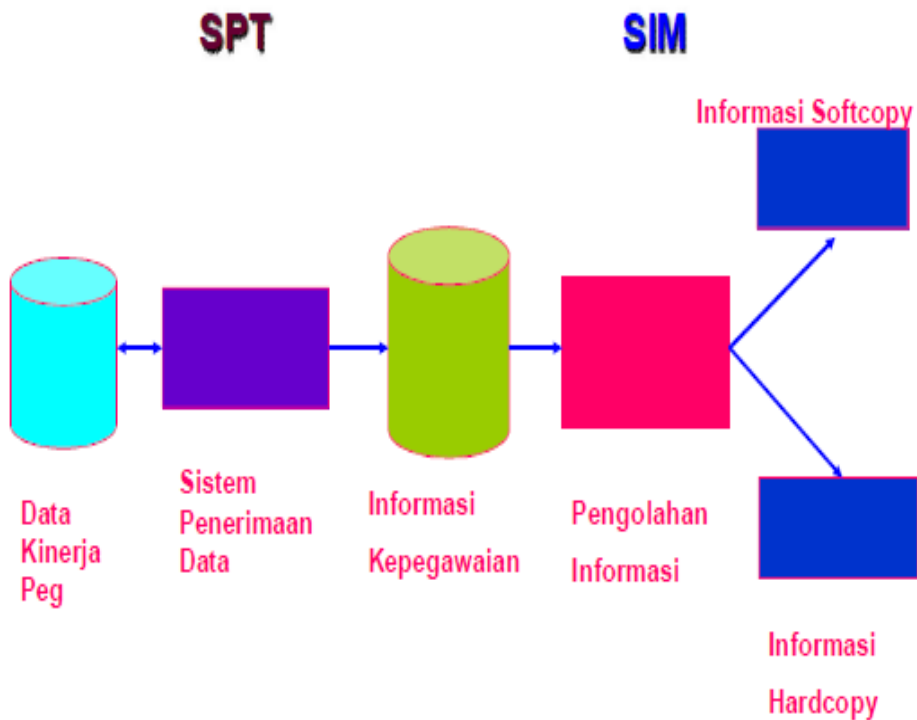 SPT
SIM
Informasi Softcopy
Data
Kinerja
Peg
Sistem
Penerimaan
Data
Informasi
Kepegawaian
Pengolahan
Informasi
Informasi
Hardcopy